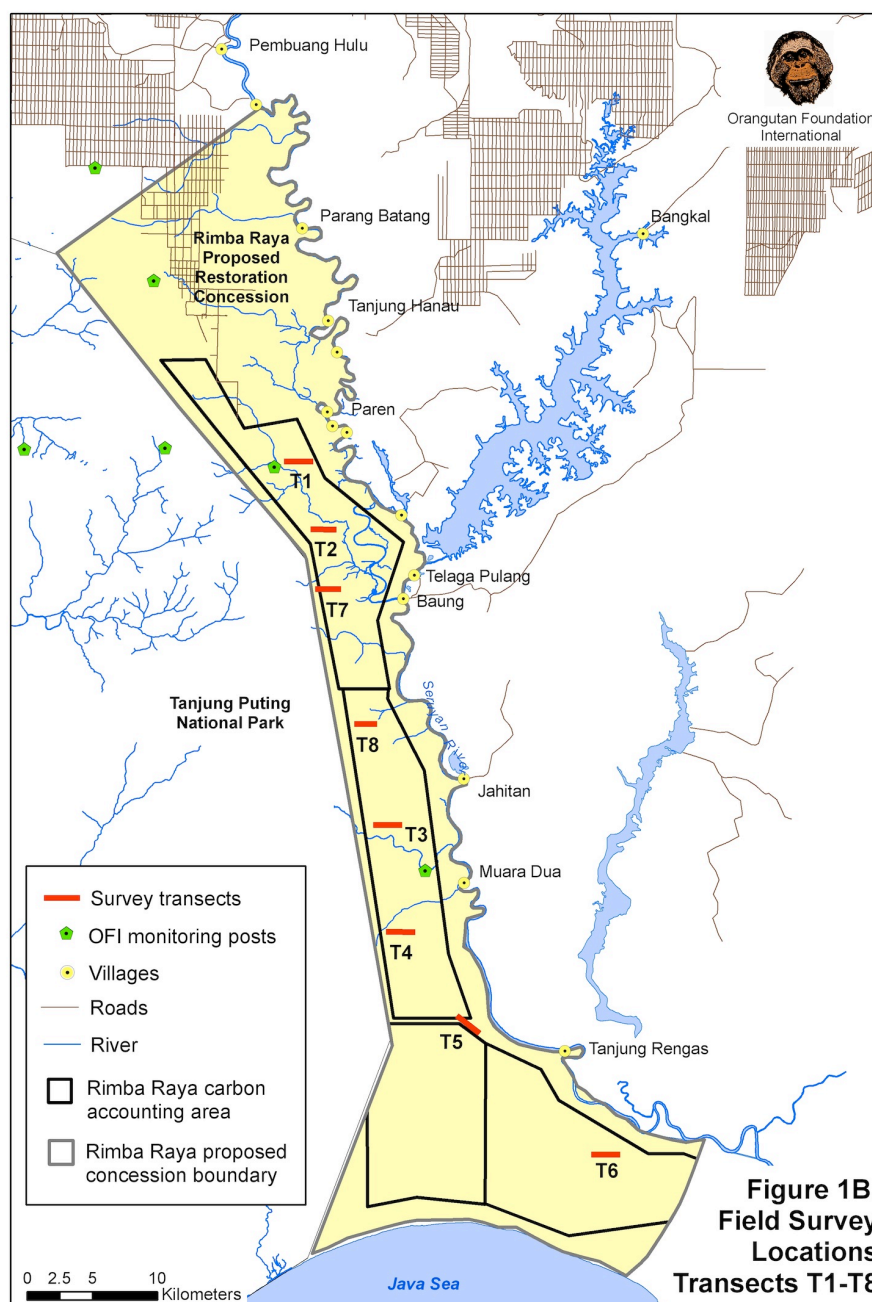 Pembuang Hulu
Orangutan Foundation
International
Parang Batang
Bangkal
Rimba Raya
Proposed
Restoration
Concession
Tanjung Hanau
Paren
T1
T2
Telaga Pulang
T7
Baung
Tanjung Puting
National Park
Seruyan River
T8
Jahitan
T3
Muara Dua
T4
T5
Tanjung Rengas
T6
Survey transects
OFI monitoring posts
Villages
Roads
River
Rimba Raya carbon
accounting area
Rimba Raya proposed
concession boundary
Figure 1B
Field Survey
Locations
Transects T1-T8
0 2.5 5 10
Kilometers
Java Sea